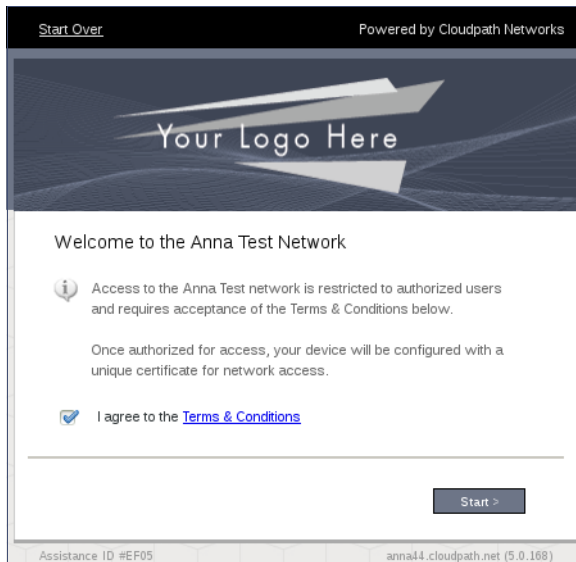 Start Over
Powered by Cloudpath Networks
Your Logo Here
Welcome to the Anna Test Network
Access to the Anna Test network is restricted to authorized users
and requires acceptance of the Terms & Conditions below.
Once authorized for access, your device will be configured with a
unique certificate for network access.
I agree to the Terms & Conditions
Start >
Assistance ID #EF05
anna44.cloudpath.net (5.0.168)